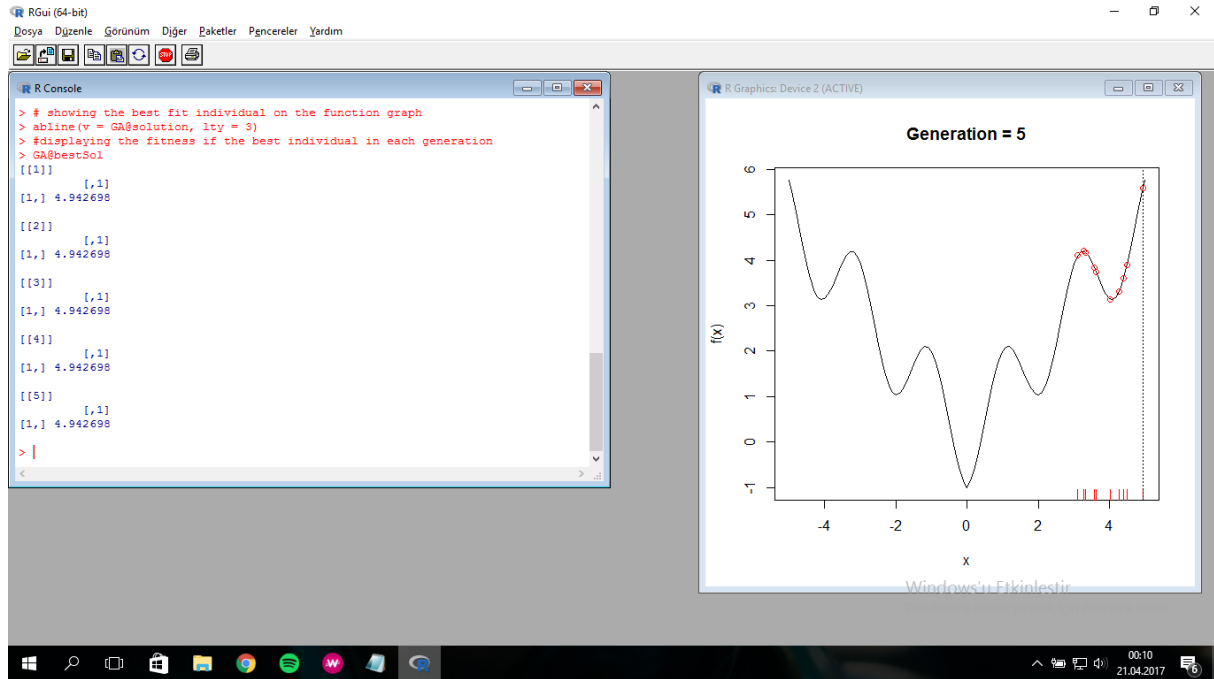 RGui (64-bit)
Dosya Düzenle Görünüm Diğer Paketler Pencereler Yardım
STOP
R Console
> # showing the best fit individual on the function graph
> abline(v = GA@solution, lty = 3)
> #displaying the fitness if the best individual in each generation
> GA@bestSol
[[1]]
[,1]
[1,] 4.942698
[[2]]
[,1]
[1,] 4.942698
[[3]]
[,1]
[1,] 4.942698
[[4]]
[,1]
[1,] 4.942698
[[5]]
[,1]
[1,] 4.942698
>
R Graphics: Device 2 (ACTIVE)
Generation = 5
6
5
4
3
2
1
0
-1
f(x)
-4 -2 0 2 4
x
Windows'u Etkinleştir
00:10
21.04.2017
6